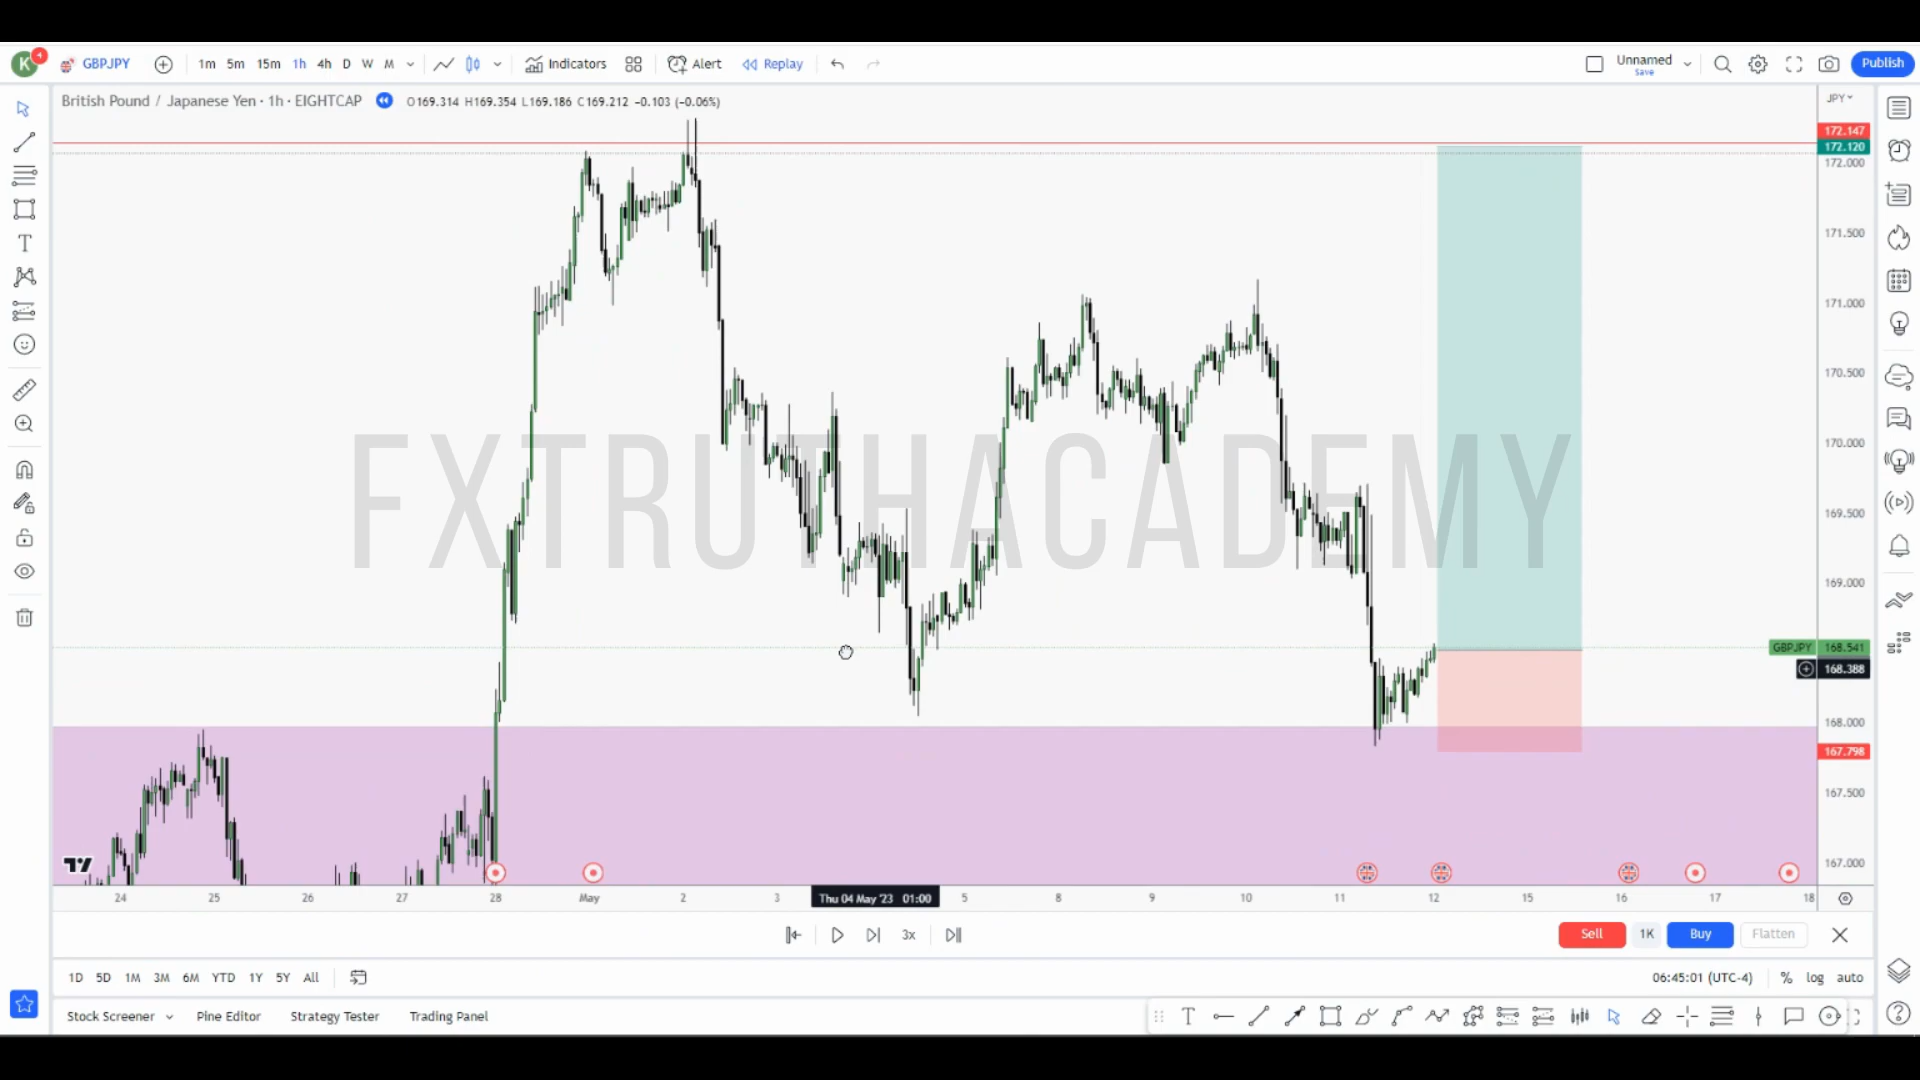 K 4 GBPJPY 1m 5m 15m 1h 4h D W M Indicators Alert Replay Unnamed Save Publish
British Pound / Japanese Yen · 1h · EIGHTCAP O169.314 H169.354 L169.186 C169.212 -0.103 (-0.06%) JPY
172.147
172.120
172.000
171.500
171.000
170.500
170.000
FXTRUTHACADEMY
169.500
169.000
GBPJPY 168.541
168.388
168.000
167.798
167.500
167.000
24 25 26 27 28 May 2 3 Thu 04 May '23 01:00 5 8 9 10 11 12 15 16 17 18
3x Sell 1K Buy Flatten
1D 5D 1M 3M 6M YTD 1Y 5Y All 06:45:01 (UTC-4) % log auto
Stock Screener Pine Editor Strategy Tester Trading Panel